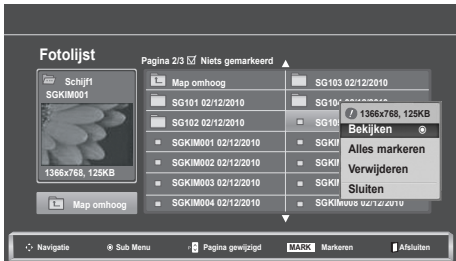 Fotolijst
Pagina 2/3 ☑ Niets gemarkeerd
Schijf1
SGKIM001
1366x768, 125KB
Map omhoog
Map omhoog
SG101 02/12/2010
SG102 02/12/2010
SGKIM001 02/12/2010
SGKIM002 02/12/2010
SGKIM003 02/12/2010
SGKIM004 02/12/2010
SG103 02/12/2010
SGKIM008 02/12/2010
1366x768, 125KB
Bekijken
Alles markeren
Verwijderen
Sluiten
Navigatie
Sub Menu
Pagina gewijzigd
MARK Markeren
Afsluiten